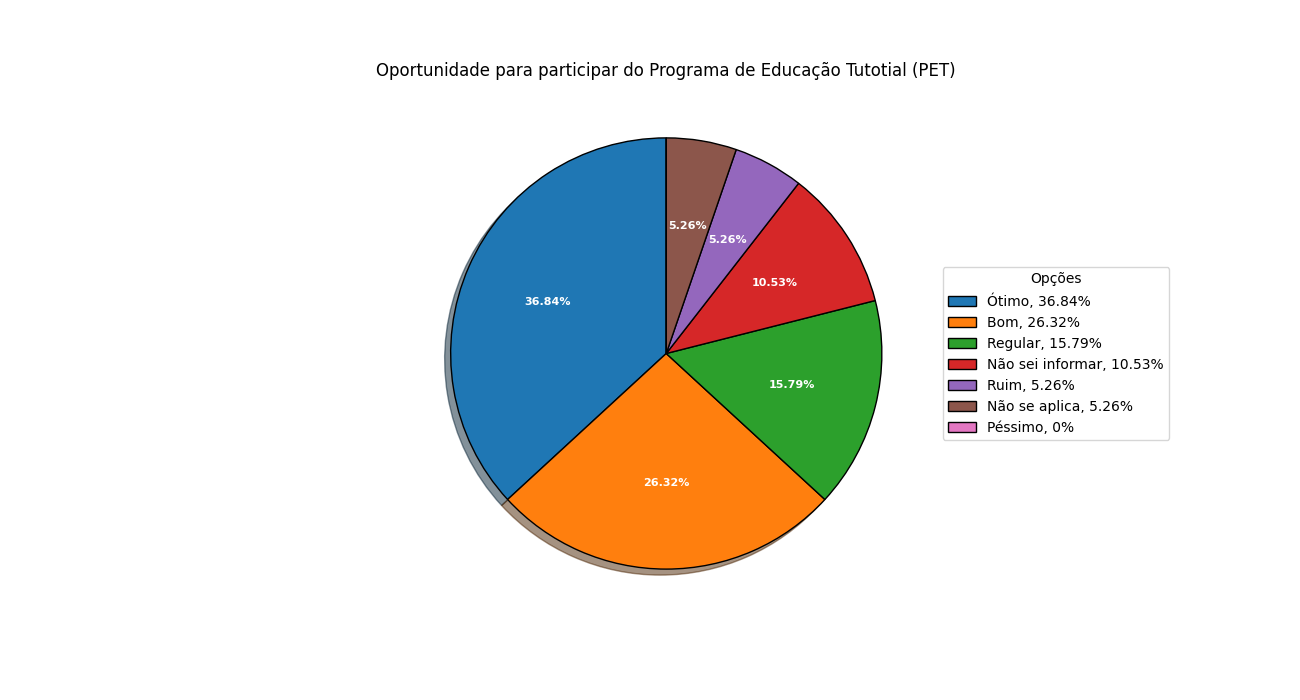 Oportunidade para participar do Programa de Educação Tutotial (PET)
5.26%
5.26%
10.53%
36.84%
15.79%
26.32%
Opções
Ótimo, 36.84%
Bom, 26.32%
Regular, 15.79%
Não sei informar, 10.53%
Ruim, 5.26%
Não se aplica, 5.26%
Péssimo, 0%